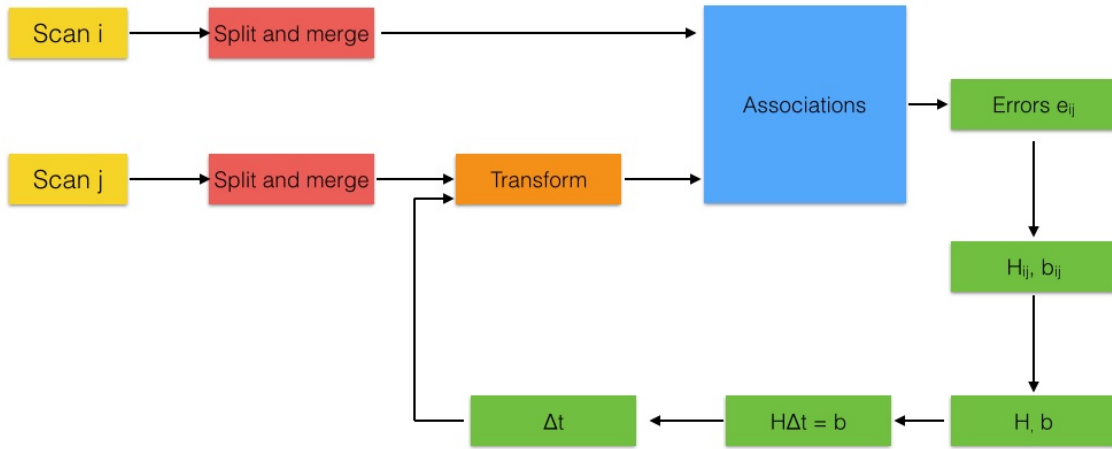 Scan i
Split and merge
Associations
Errors eᵢⱼ
Scan j
Split and merge
Transform
Hᵢⱼ, bᵢⱼ
Δt
HΔt = b
H, b